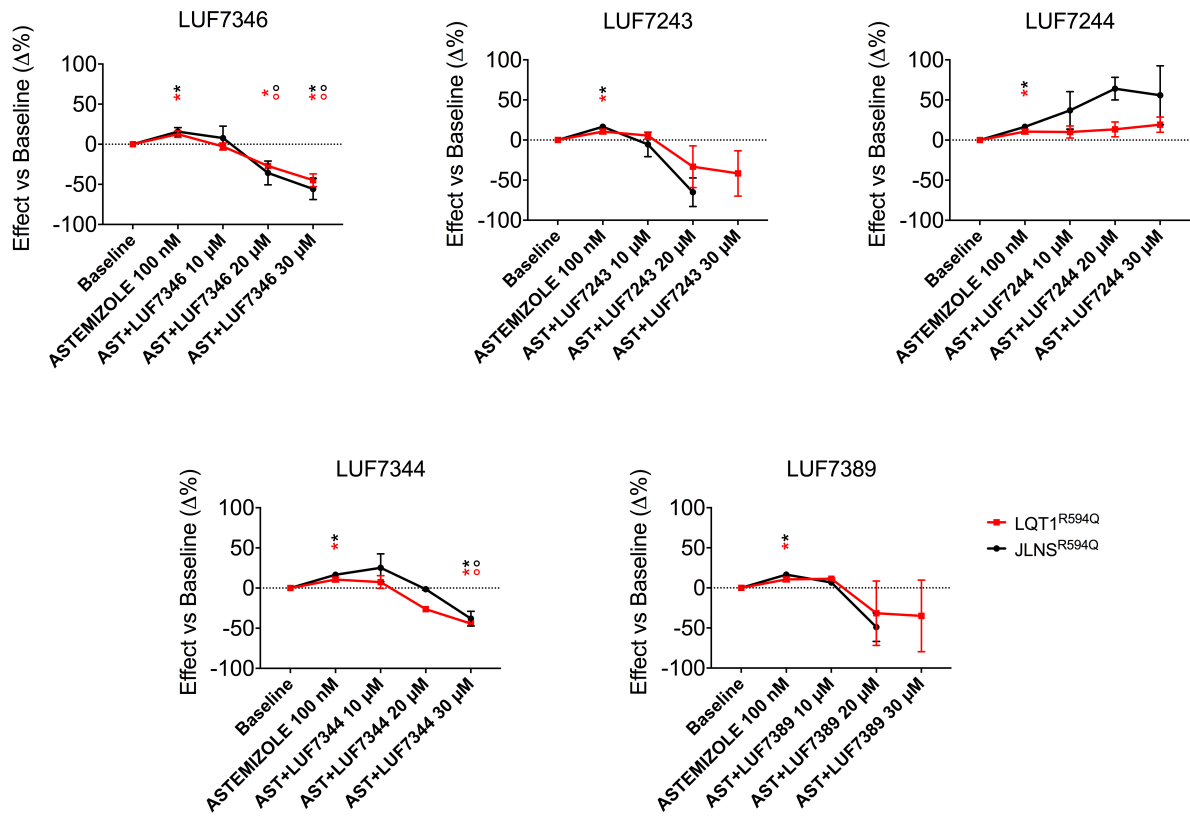 LUF7346
Effect vs Baseline (Δ%)
100
50
0
-50
-100
* *
* ° °
* * ° °
Baseline
ASTEMIZOLE 100 nM
AST+LUF7346 10 µM
AST+LUF7346 20 µM
AST+LUF7346 30 µM
LUF7243
Effect vs Baseline (Δ%)
100
50
0
-50
-100
* *
Baseline
ASTEMIZOLE 100 nM
AST+LUF7243 10 µM
AST+LUF7243 20 µM
AST+LUF7243 30 µM
LUF7244
Effect vs Baseline (Δ%)
100
50
0
-50
-100
* *
Baseline
ASTEMIZOLE 100 nM
AST+LUF7244 10 µM
AST+LUF7244 20 µM
AST+LUF7244 30 µM
LUF7344
Effect vs Baseline (Δ%)
100
50
0
-50
-100
* *
* * ° °
Baseline
ASTEMIZOLE 100 nM
AST+LUF7344 10 µM
AST+LUF7344 20 µM
AST+LUF7344 30 µM
LUF7389
Effect vs Baseline (Δ%)
100
50
0
-50
-100
* *
Baseline
ASTEMIZOLE 100 nM
AST+LUF7389 10 µM
AST+LUF7389 20 µM
AST+LUF7389 30 µM
LQT1R594Q
JLNSR594Q